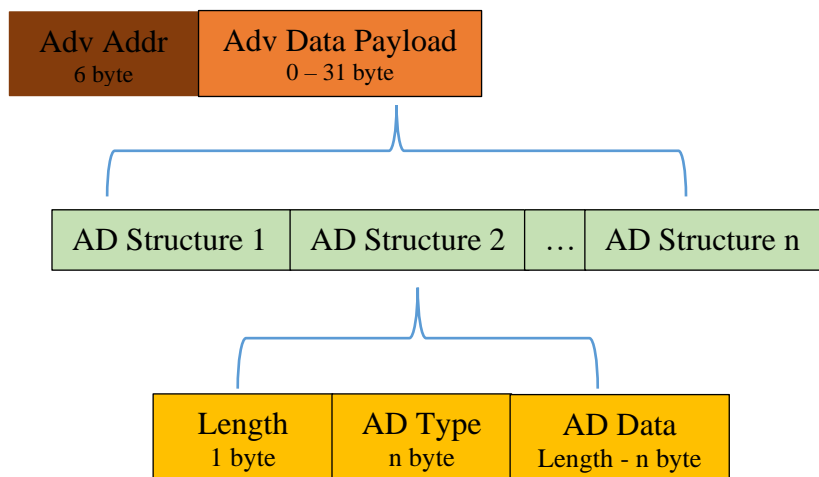 Adv Addr
6 byte
Adv Data Payload
0 – 31 byte
AD Structure 1
AD Structure 2
…
AD Structure n
Length
1 byte
AD Type
n byte
AD Data
Length - n byte